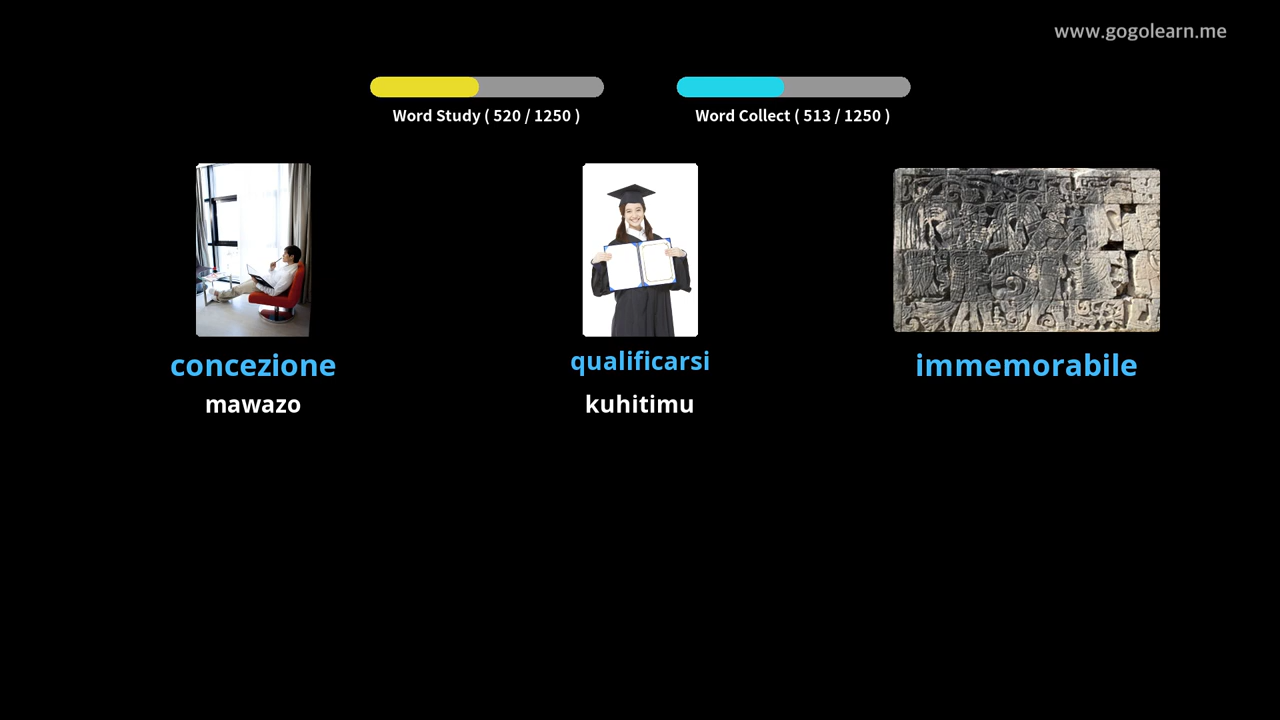 www.gogolearn.me
Word Study ( 520 / 1250 )
Word Collect ( 513 / 1250 )
concezione
qualificarsi
immemorabile
mawazo
kuhitimu